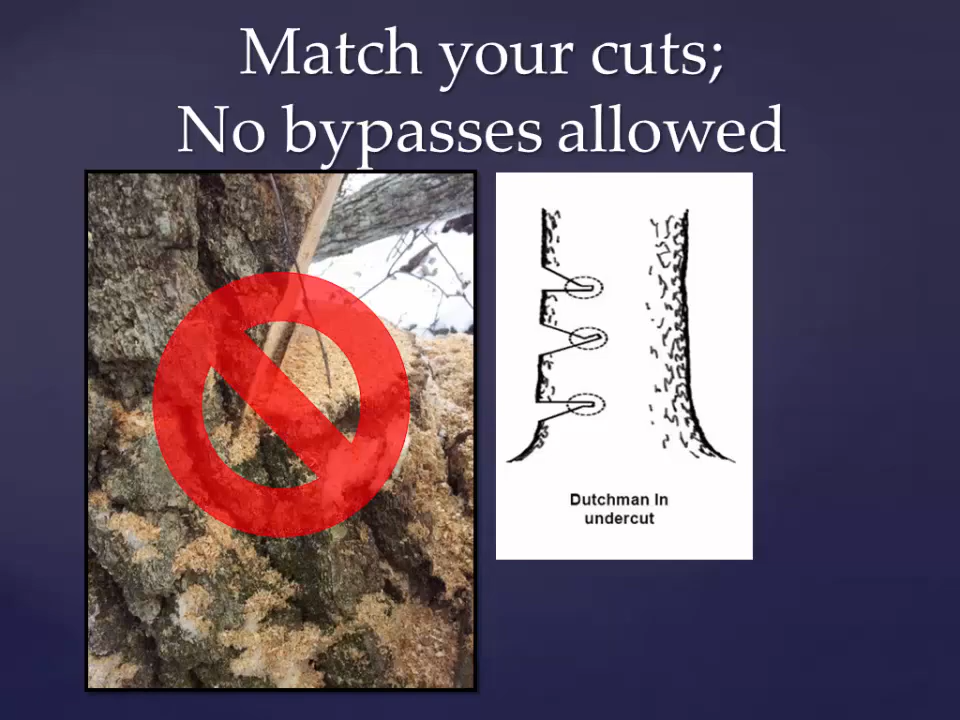 Match your cuts;
No bypasses allowed
Dutchman In
undercut